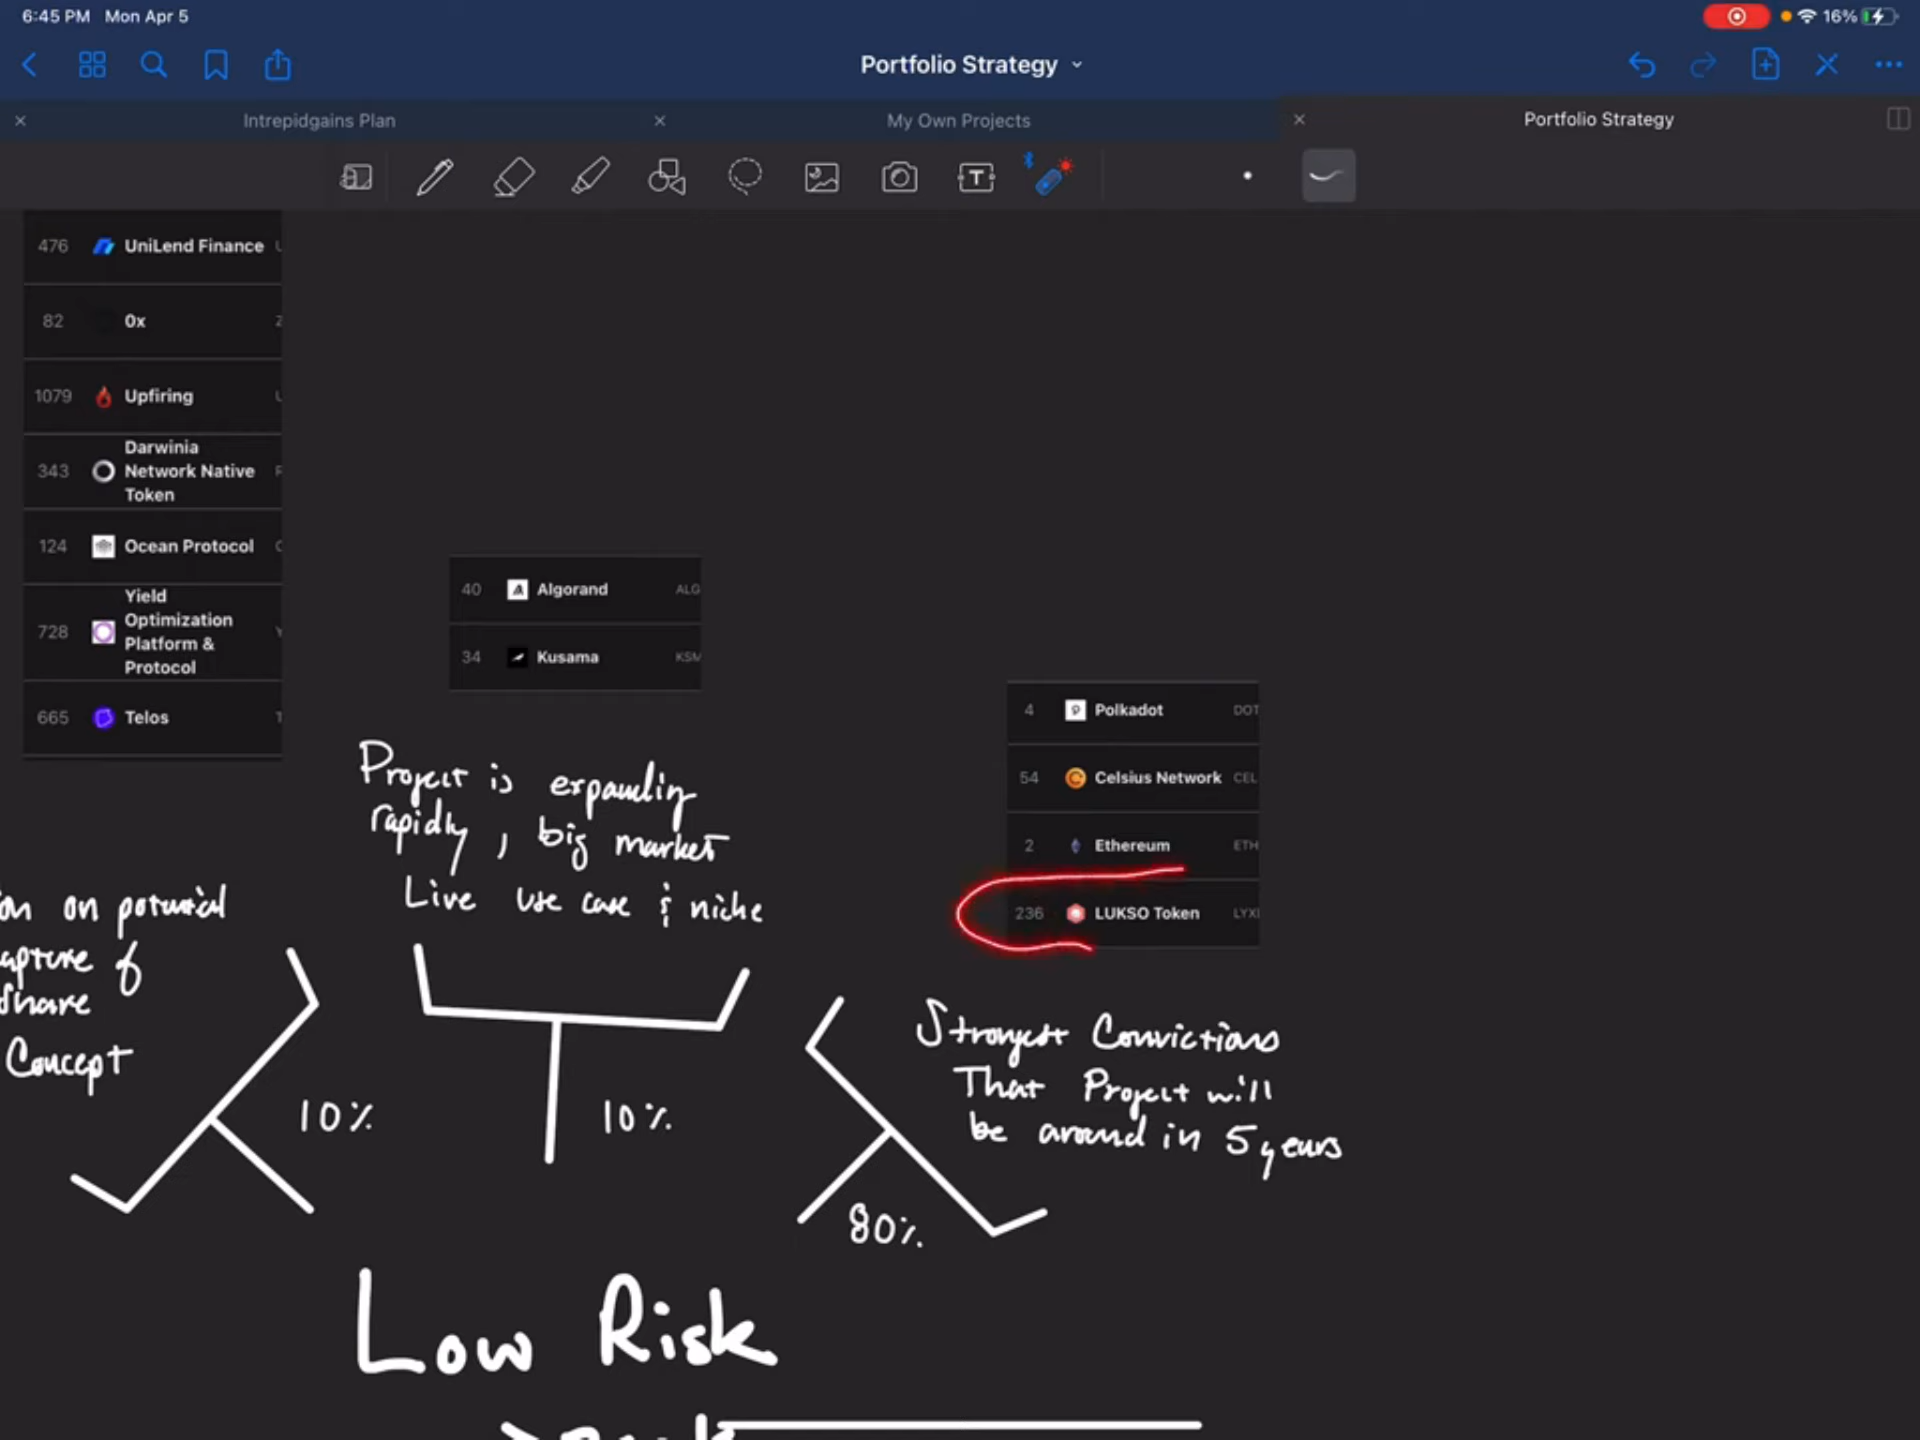 6:45 PM Mon Apr 5
16%
Portfolio Strategy
Intrepidgains Plan
My Own Projects
Portfolio Strategy
476 UniLend Finance
82 0x
1079 Upfiring
343 Darwinia
Network Native
Token
124 Ocean Protocol
728 Yield
Optimization
Platform &
Protocol
665 Telos
40 Algorand ALG
34 Kusama KSM
4 Polkadot DOT
54 Celsius Network CEL
2 Ethereum ETH
236 LUKSO Token LYX
Project is expanding
rapidly, big market
Live use case & niche
on potential
apture of
Share
Concept
Strongest Convictions
That Project will
be around in 5 years
10%
10%
80%
Low Risk